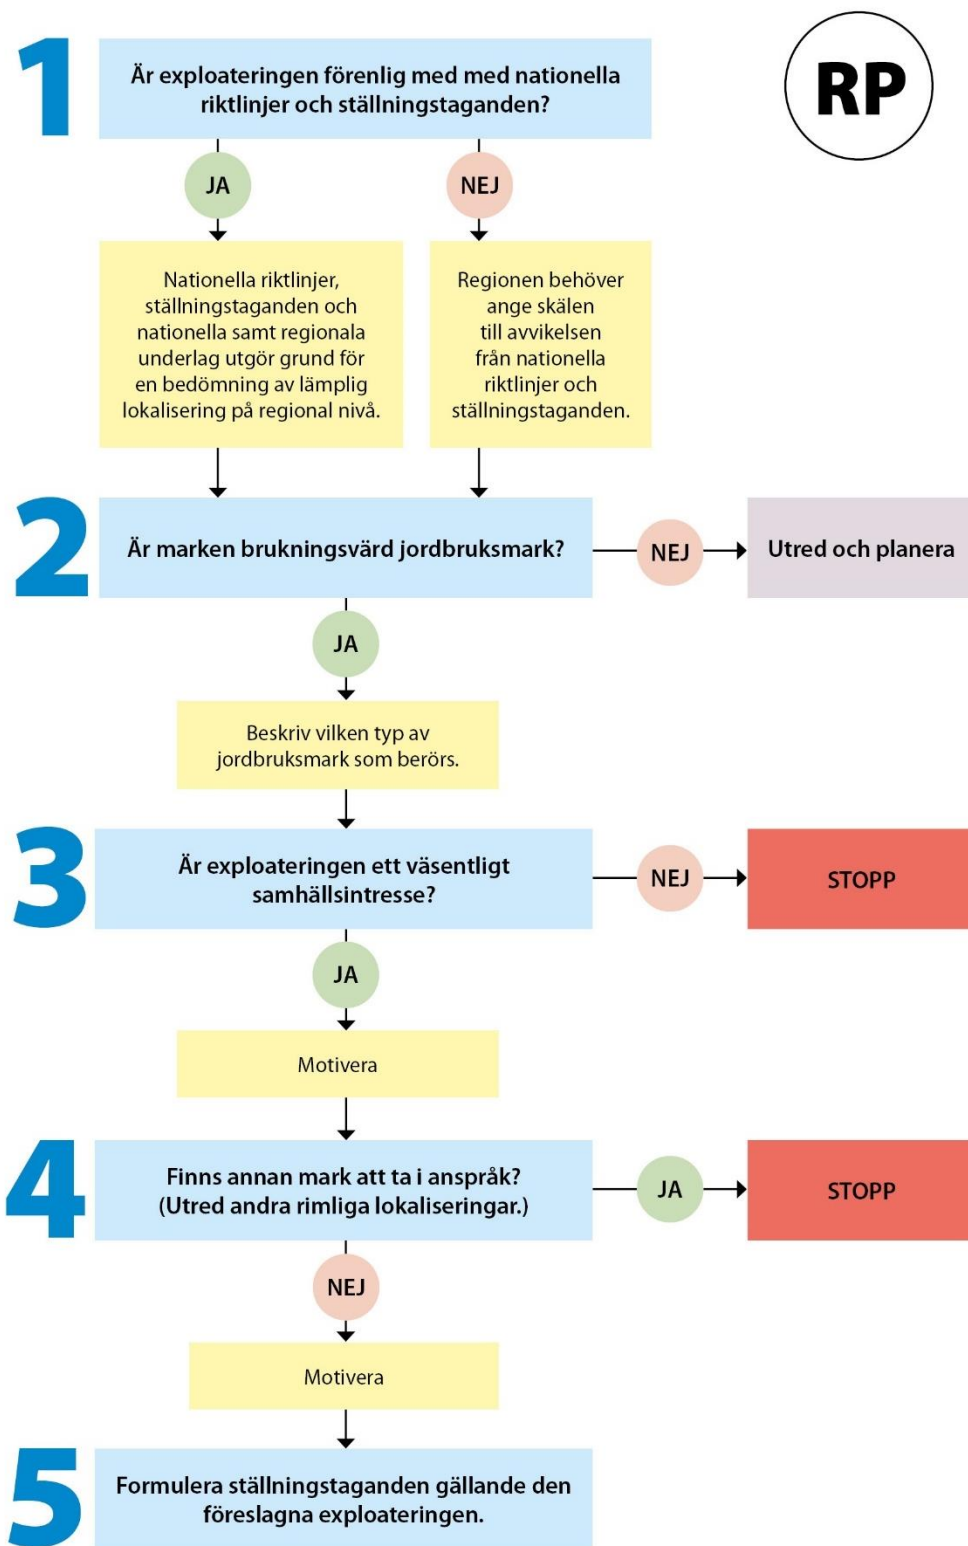 1
Är exploateringen förenlig med med nationella
riktlinjer och ställningstaganden?
RP
JA
NEJ
Nationella riktlinjer,
ställningstaganden och
nationella samt regionala
underlag utgör grund för
en bedömning av lämplig
lokalisering på regional nivå.
Regionen behöver
ange skälen
till avvikelsen
från nationella
riktlinjer och
ställningstaganden.
2
Är marken brukningsvärd jordbruksmark?
NEJ
Utred och planera
JA
Beskriv vilken typ av
jordbruksmark som berörs.
3
Är exploateringen ett väsentligt
samhällsintresse?
NEJ
STOPP
JA
Motivera
4
Finns annan mark att ta i anspråk?
(Utred andra rimliga lokaliseringar.)
JA
STOPP
NEJ
Motivera
5
Formulera ställningstaganden gällande den
föreslagna exploateringen.